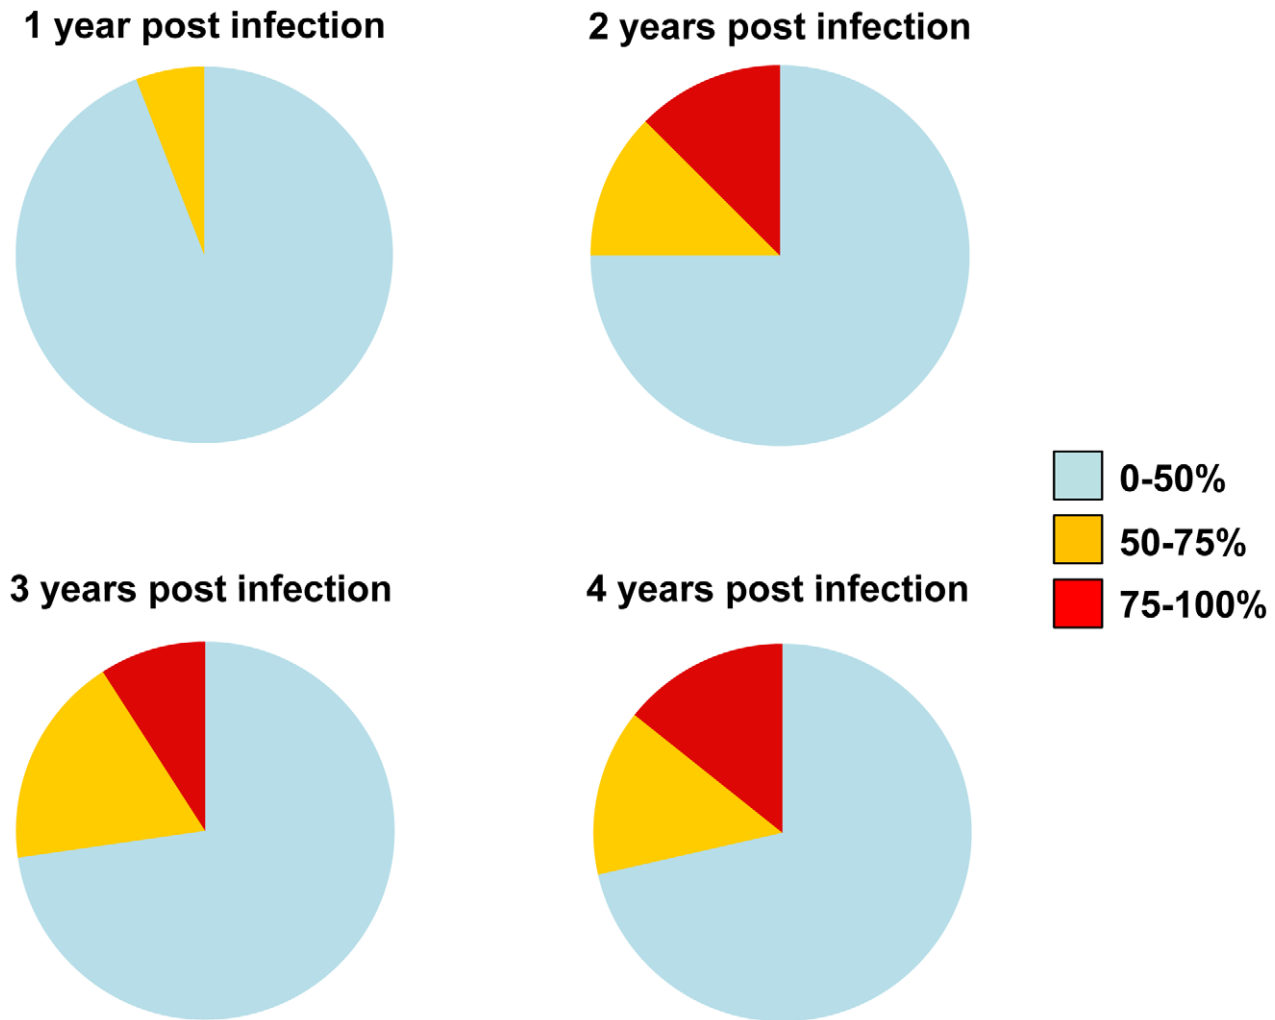 1 year post infection
2 years post infection
0-50%
50-75%
75-100%
3 years post infection
4 years post infection